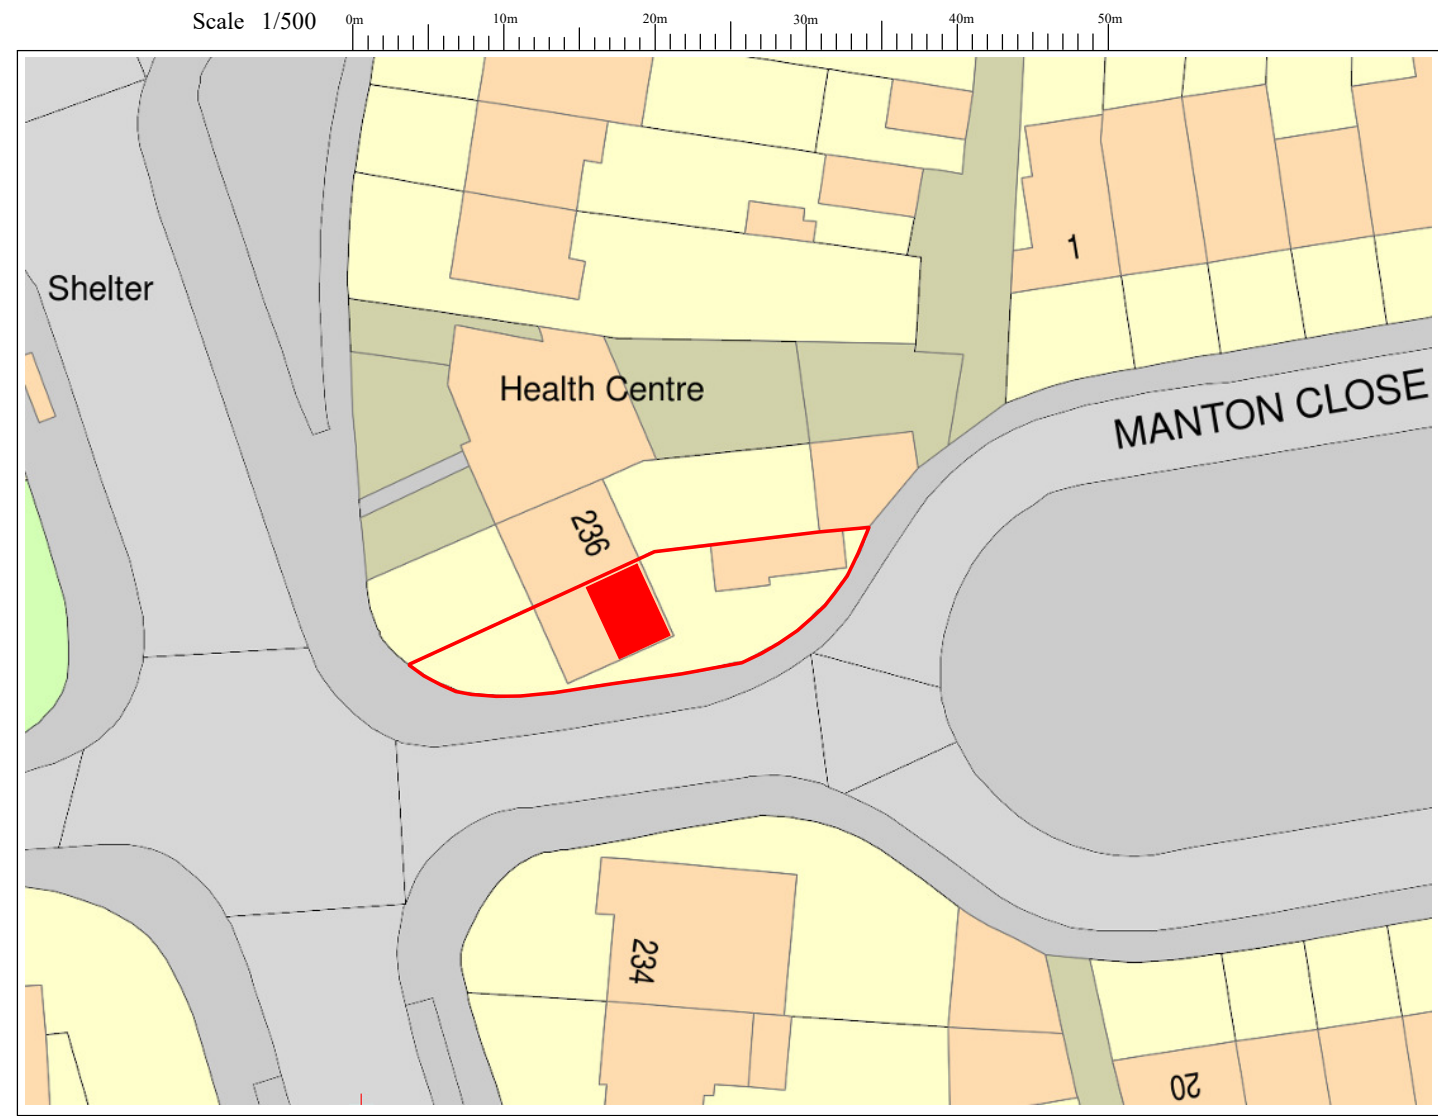 Scale 1/500
0m 10m 20m 30m 40m 50m
1
Shelter
Health Centre
MANTON CLOSE
236
234
20